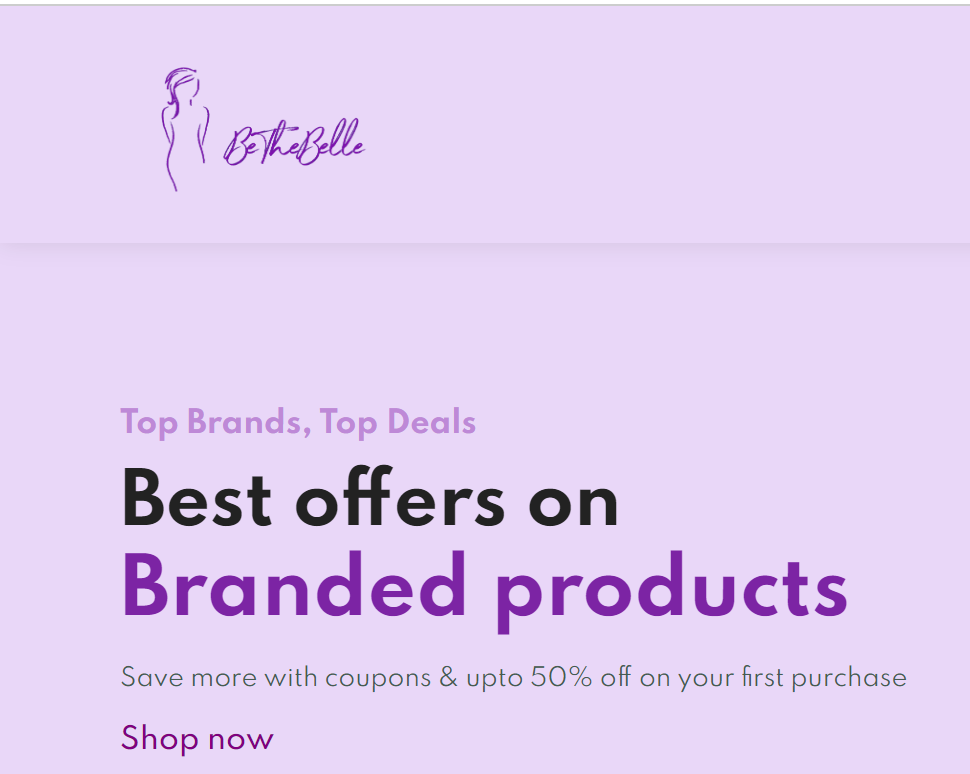 BeTheBelle
Top Brands, Top Deals
Best offers on
Branded products
Save more with coupons & upto 50% off on your first purchase
Shop now